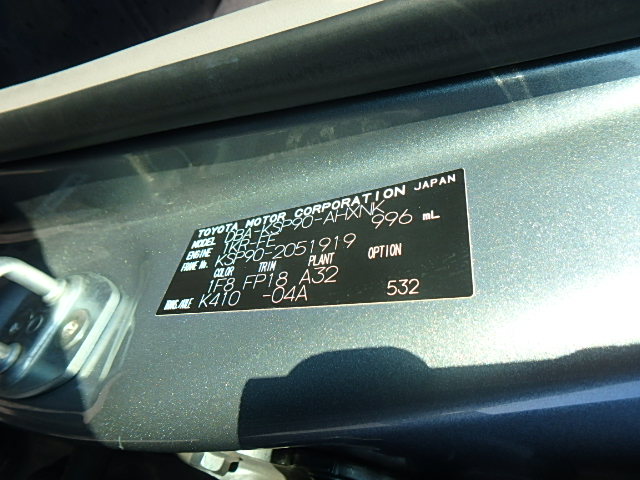 TOYOTA MOTOR CORPORATION JAPAN
MODEL DBA-KSP90-AHXNK
ENGINE 1KR-FE 996 mL
FRAME No. KSP90-2051919
COLOR TRIM PLANT OPTION
1F8 FP18 A32
TRANS./AXLE K410 -04A 532